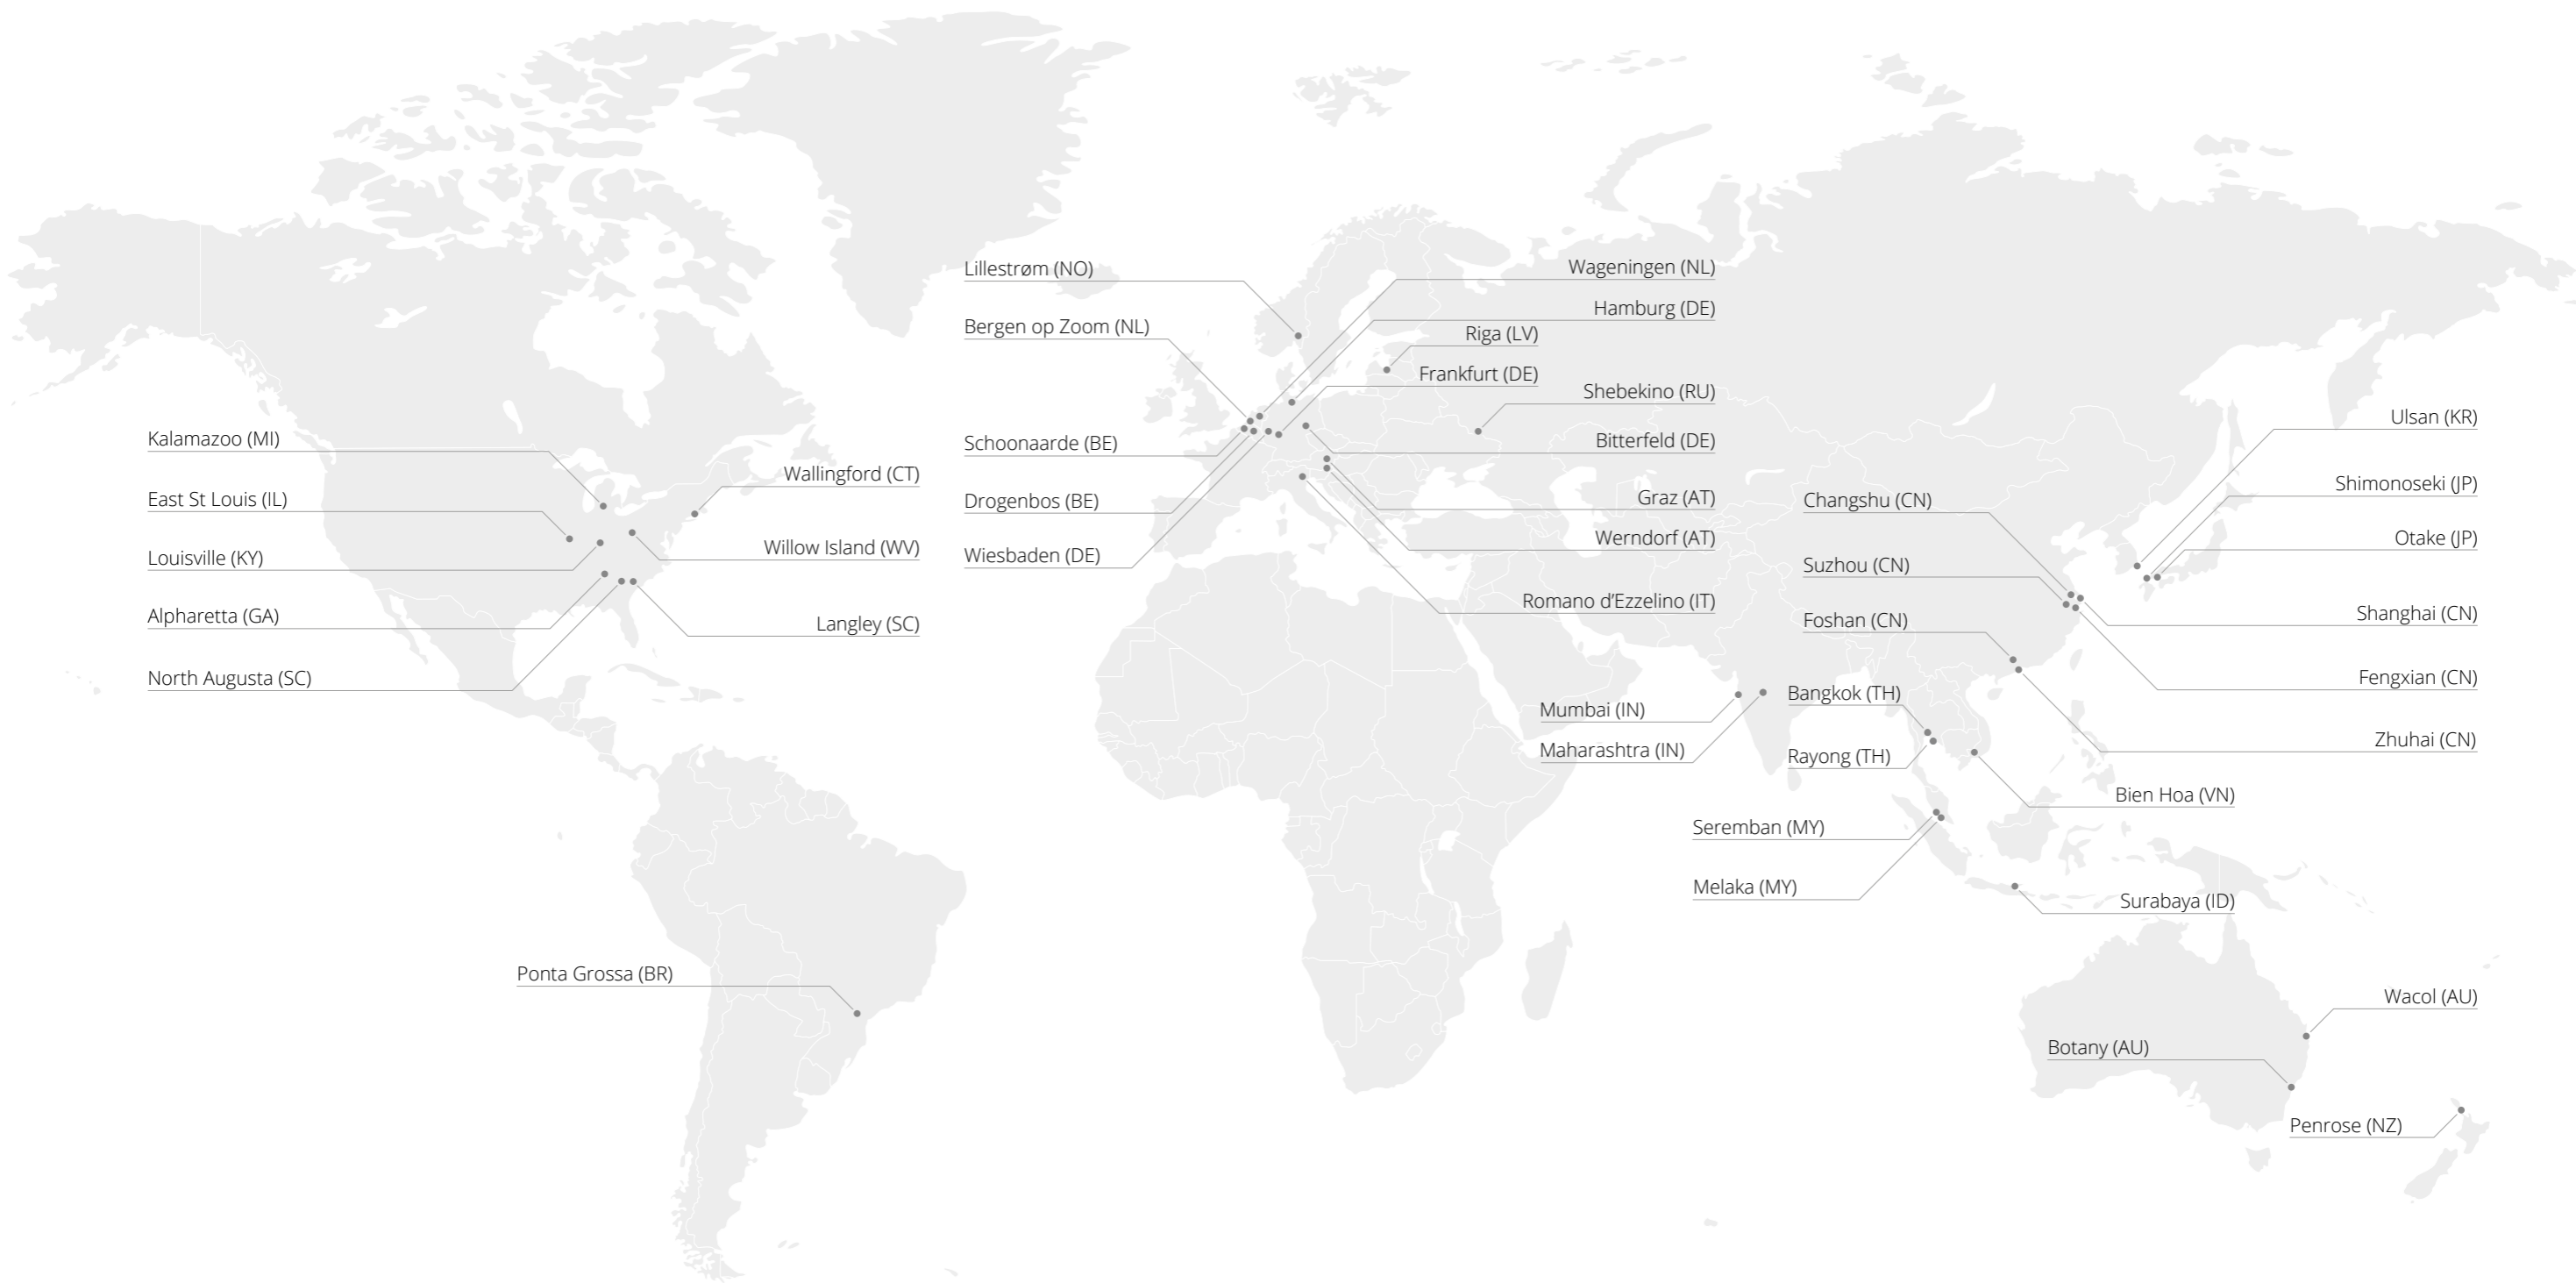 Lillestrøm (NO)
Bergen op Zoom (NL)
Schoonaarde (BE)
Drogenbos (BE)
Wiesbaden (DE)
Wageningen (NL)
Hamburg (DE)
Riga (LV)
Frankfurt (DE)
Shebekino (RU)
Bitterfeld (DE)
Graz (AT)
Werndorf (AT)
Romano d’Ezzelino (IT)
Kalamazoo (MI)
East St Louis (IL)
Louisville (KY)
Alpharetta (GA)
North Augusta (SC)
Wallingford (CT)
Willow Island (WV)
Langley (SC)
Ponta Grossa (BR)
Changshu (CN)
Suzhou (CN)
Foshan (CN)
Mumbai (IN)
Maharashtra (IN)
Bangkok (TH)
Rayong (TH)
Seremban (MY)
Melaka (MY)
Ulsan (KR)
Shimonoseki (JP)
Otake (JP)
Shanghai (CN)
Fengxian (CN)
Zhuhai (CN)
Bien Hoa (VN)
Surabaya (ID)
Wacol (AU)
Botany (AU)
Penrose (NZ)